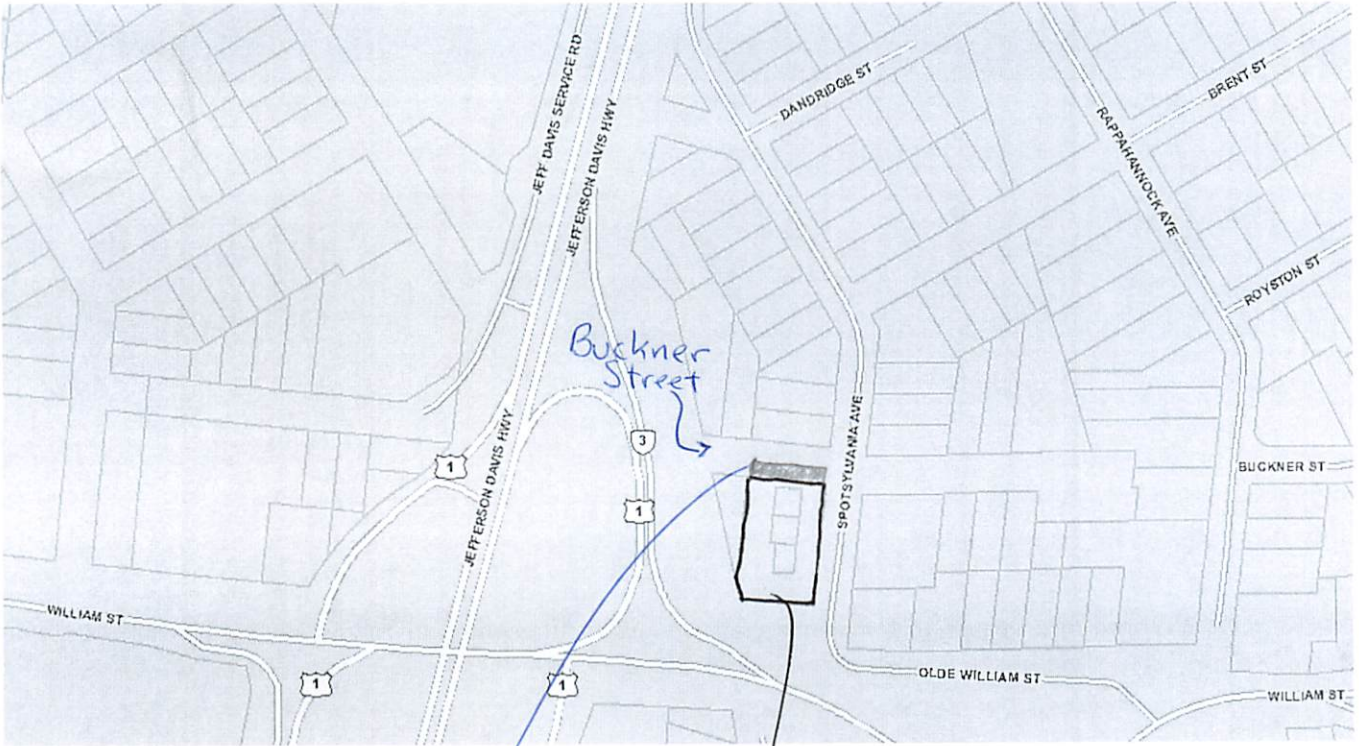 JEFF DAVIS SERVICE RD
JEFFERSON DAVIS HWY
DANDRIDGE ST
BRENT ST
RAPPAHANNOCK AVE
ROYSTON ST
Buckner
Street
3
1
1
JEFFERSON DAVIS HWY
SPOTSYLVANIA AVE
BUCKNER ST
WILLIAM ST
1
1
OLDE WILLIAM ST
WILLIAM ST